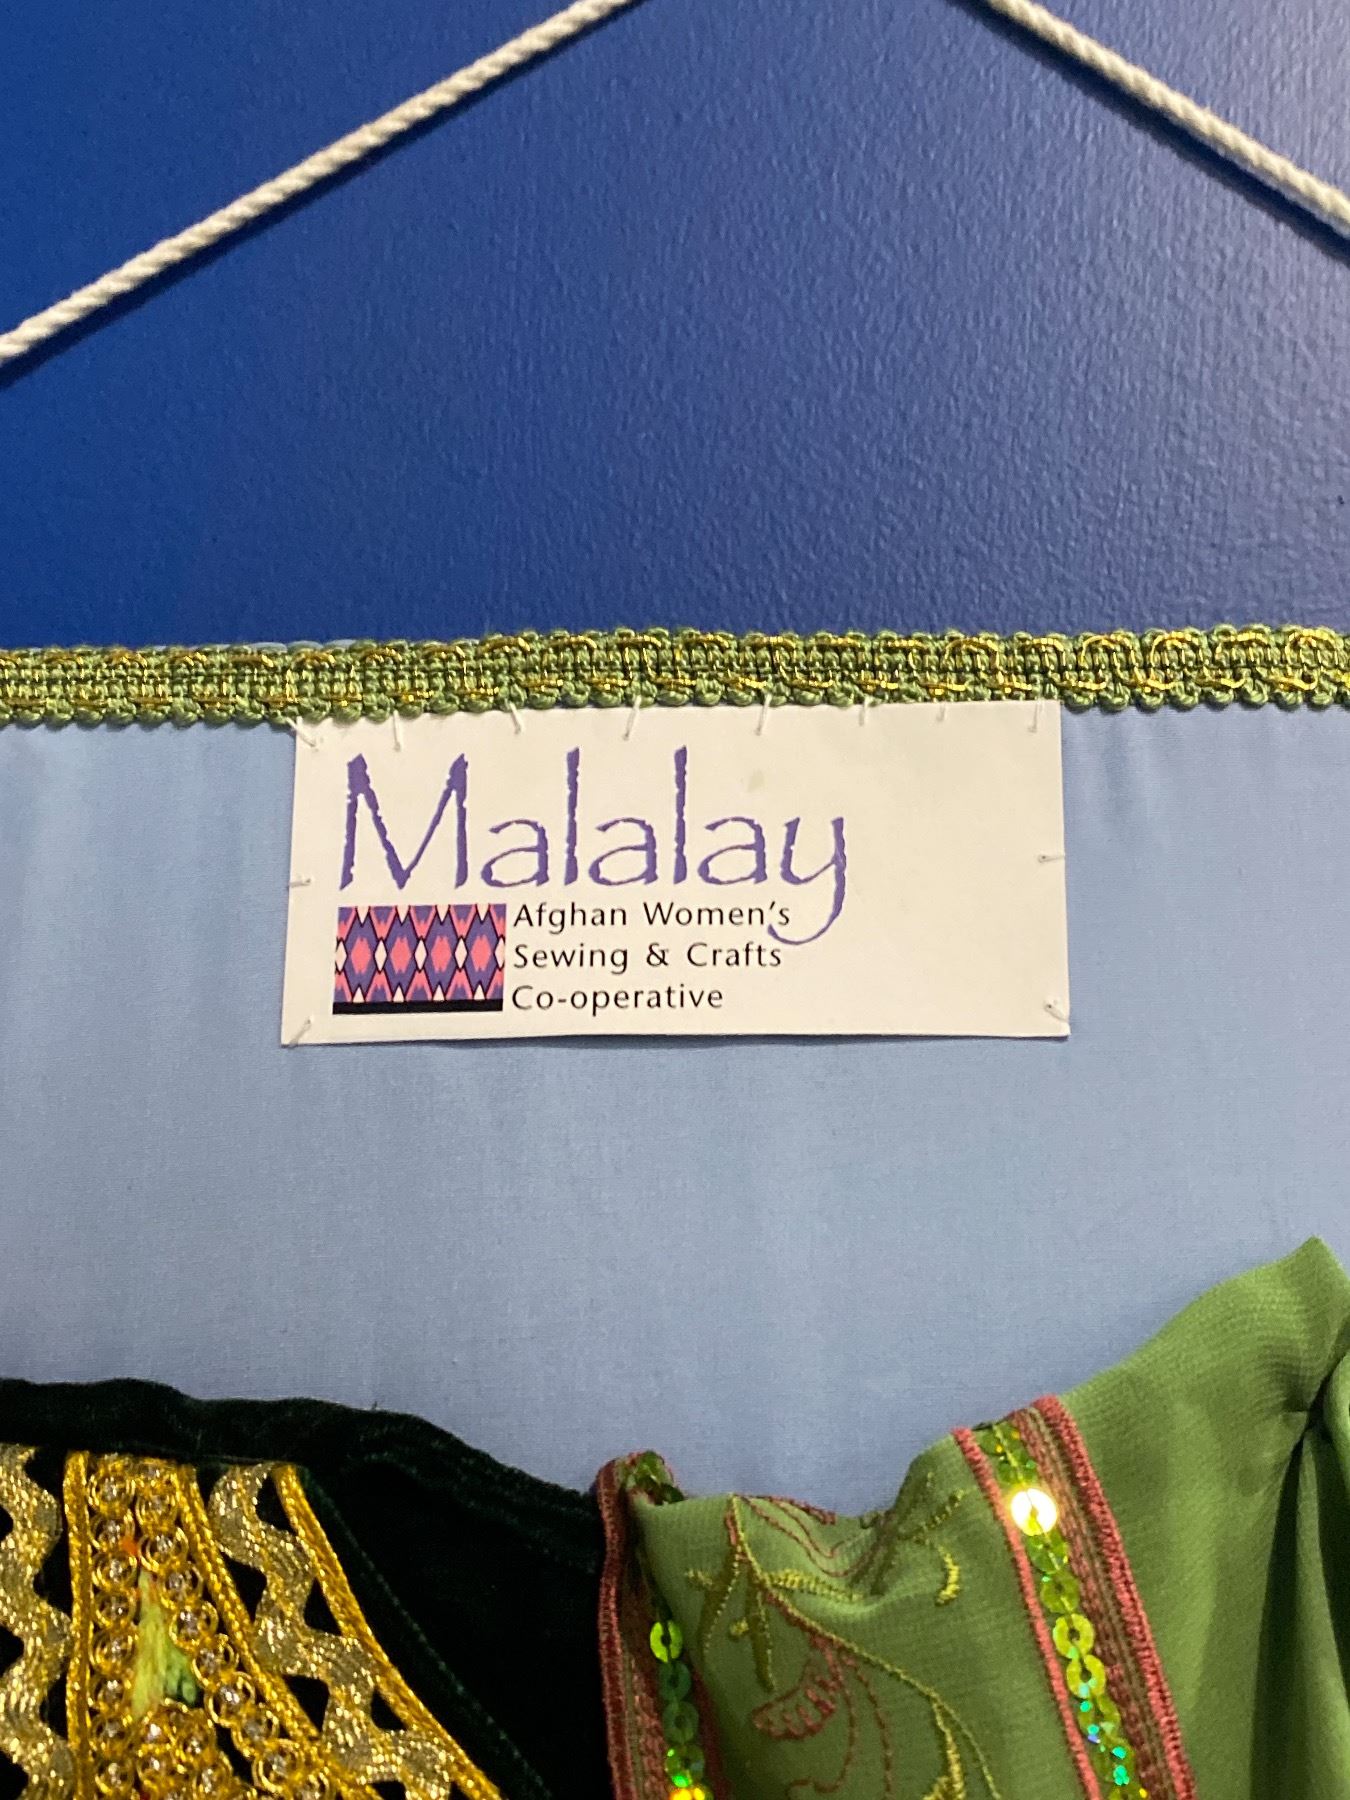 Malalay
Afghan Women's
Sewing & Crafts
Co-operative